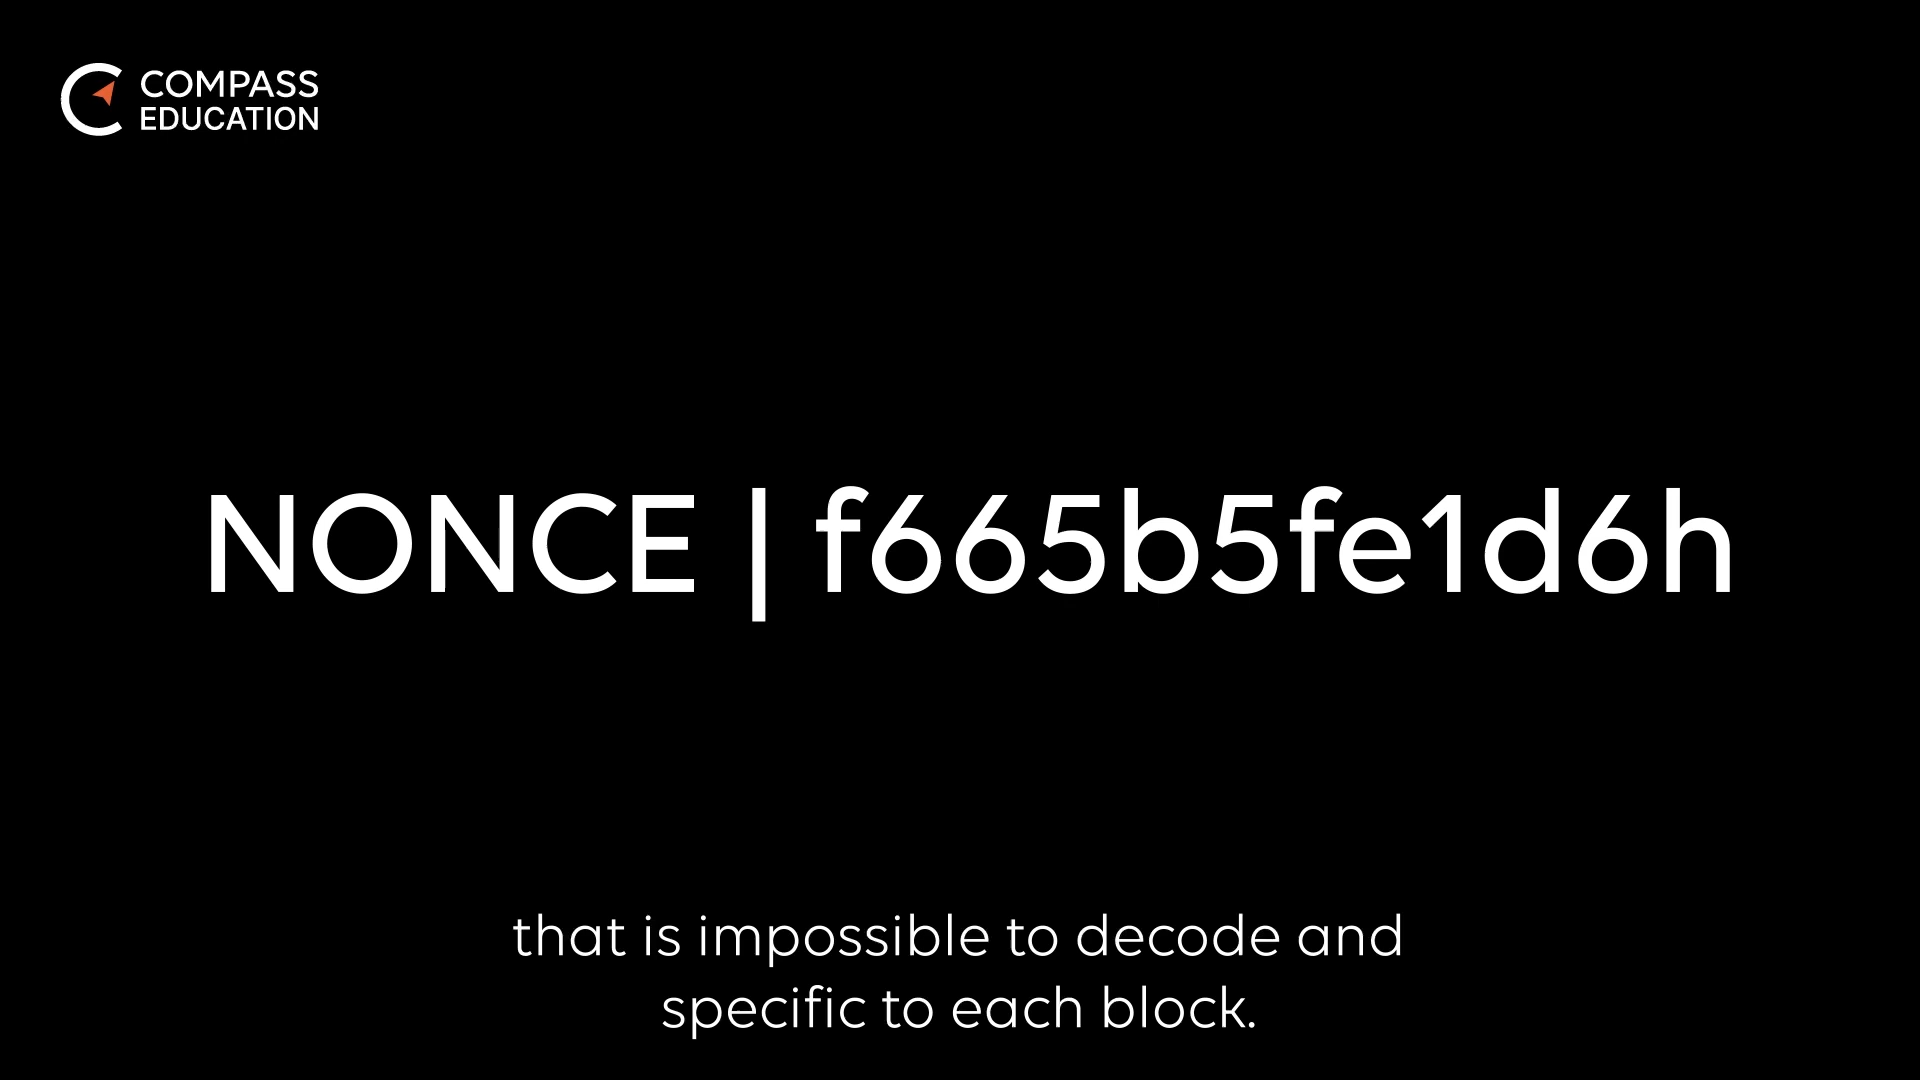 COMPASS
EDUCATION
NONCE | f665b5fe1d6h
that is impossible to decode and
specific to each block.